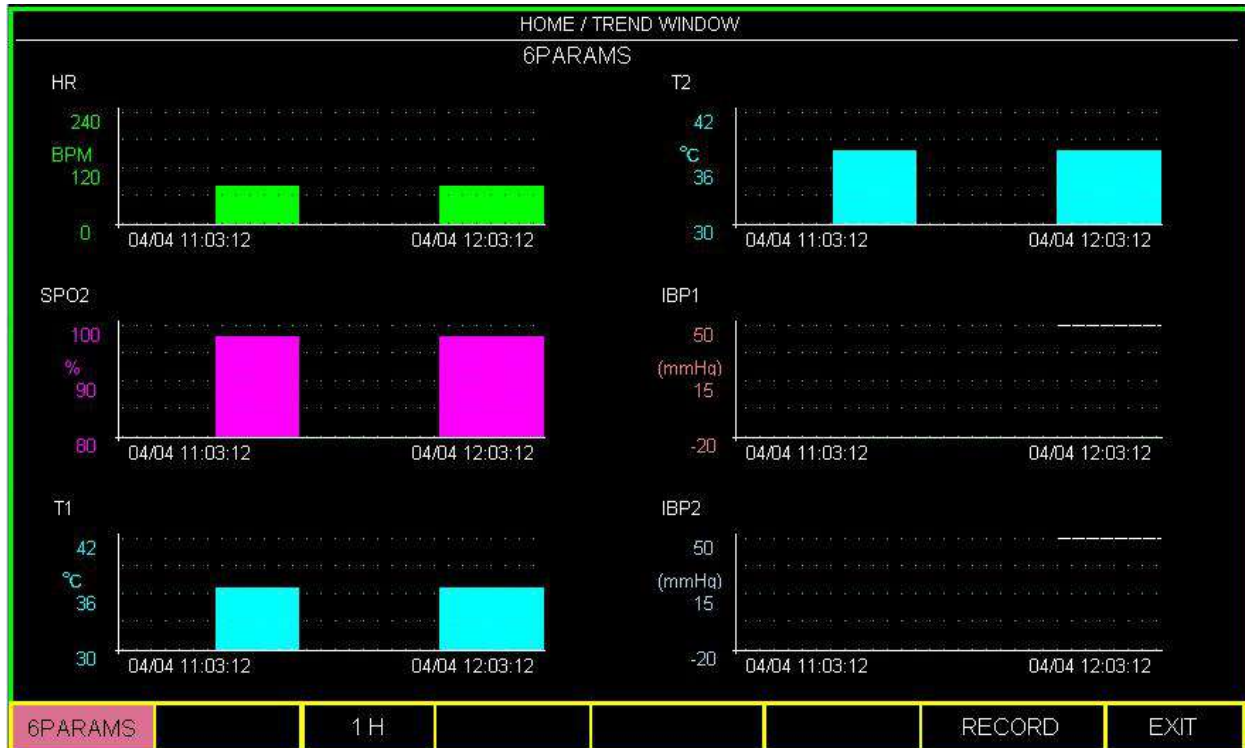 HOME / TREND WINDOW
6PARAMS
HR
240
BPM
120
0
04/04 11:03:12 04/04 12:03:12
T2
42
°C
36
30
04/04 11:03:12 04/04 12:03:12
SPO2
100
%
90
80
04/04 11:03:12 04/04 12:03:12
IBP1
50
(mmHg)
15
-20
04/04 11:03:12 04/04 12:03:12
T1
42
°C
36
30
04/04 11:03:12 04/04 12:03:12
IBP2
50
(mmHg)
15
-20
04/04 11:03:12 04/04 12:03:12
6PARAMS 1 H RECORD EXIT